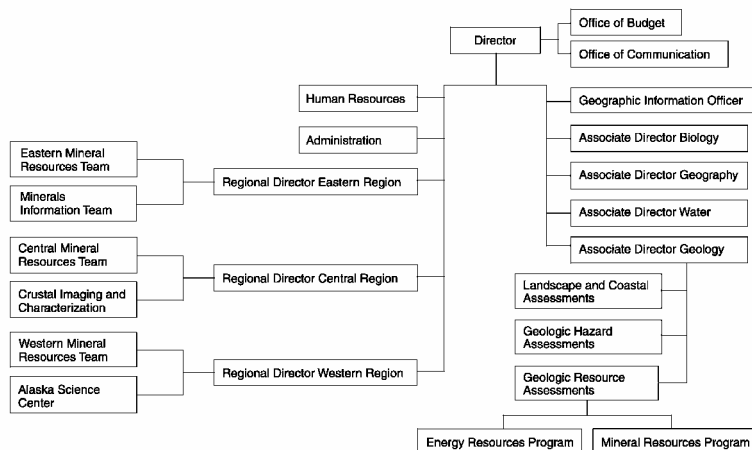 Office of Budget
Director
Office of Communication
Human Resources
Geographic Information Officer
Administration
Associate Director Biology
Eastern Mineral
Resources Team
Regional Director Eastern Region
Associate Director Geography
Minerals
Information Team
Associate Director Water
Central Mineral
Resources Team
Associate Director Geology
Regional Director Central Region
Landscape and Coastal
Assessments
Crustal Imaging and
Characterization
Geologic Hazard
Assessments
Western Mineral
Resources Team
Regional Director Western Region
Geologic Resource
Assessments
Alaska Science
Center
Energy Resources Program
Mineral Resources Program